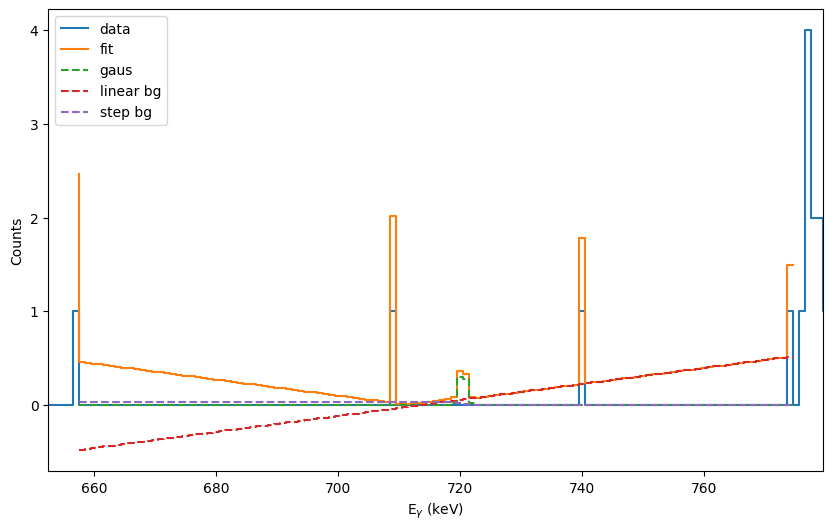 data
fit
gaus
linear bg
step bg
4
3
2
1
0
Counts
660
680
700
720
740
760
Eγ (keV)